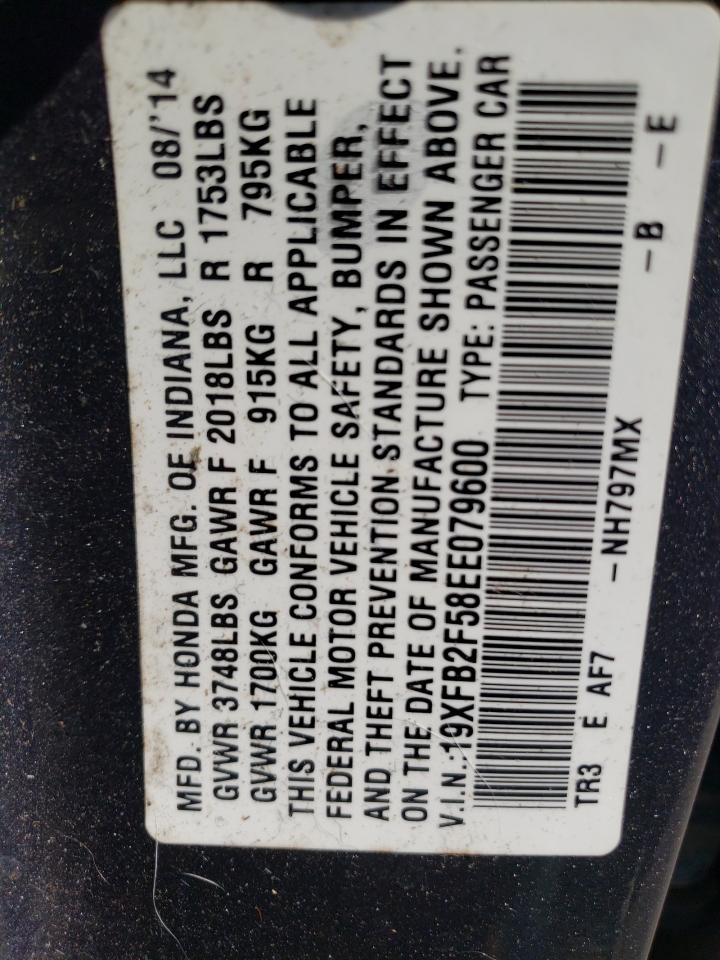 MFD. BY HONDA MFG. OF INDIANA, LLC 08/'14
GVWR 3748LBS GAWR F 2018LBS R 1753LBS
GVWR 1700KG GAWR F 915KG R 795KG
THIS VEHICLE CONFORMS TO ALL APPLICABLE
FEDERAL MOTOR VEHICLE SAFETY, BUMPER,
AND THEFT PREVENTION STANDARDS IN EFFECT
ON THE DATE OF MANUFACTURE SHOWN ABOVE.
V.I.N.:19XFB2F58EE079600 TYPE: PASSENGER CAR
TR3 E AF7 -NH797MX -B -E